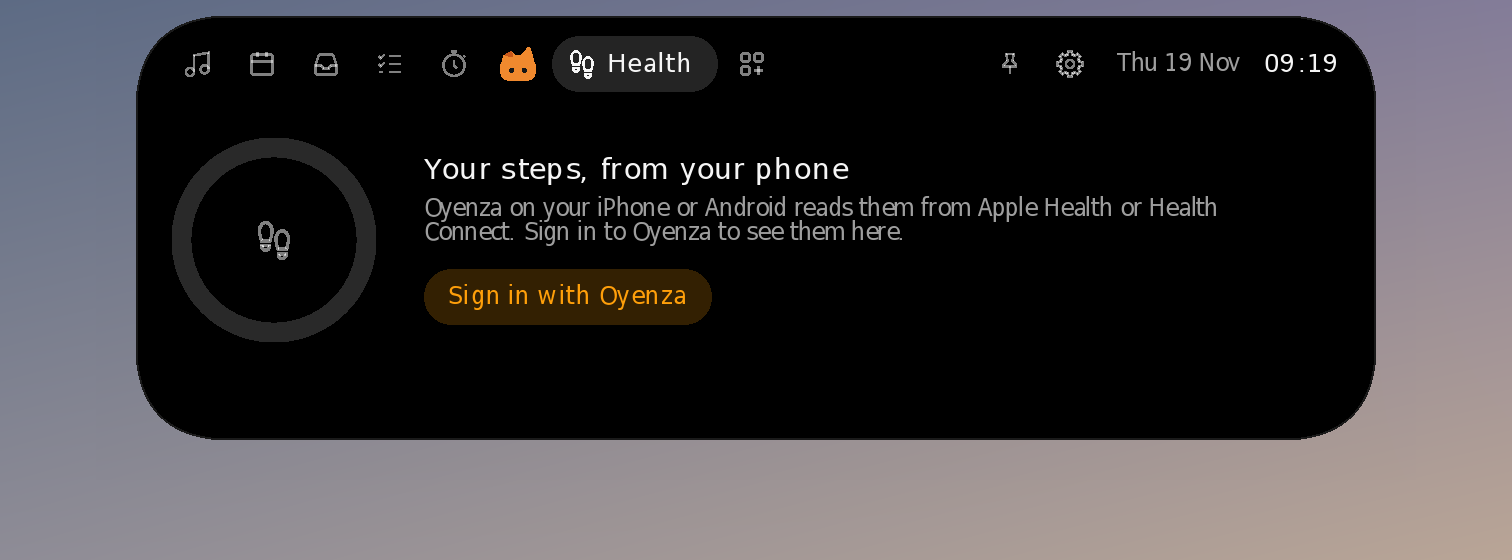 Health
Thu 19 Nov 09:19
Your steps, from your phone
Oyenza on your iPhone or Android reads them from Apple Health or Health
Connect. Sign in to Oyenza to see them here.
Sign in with Oyenza